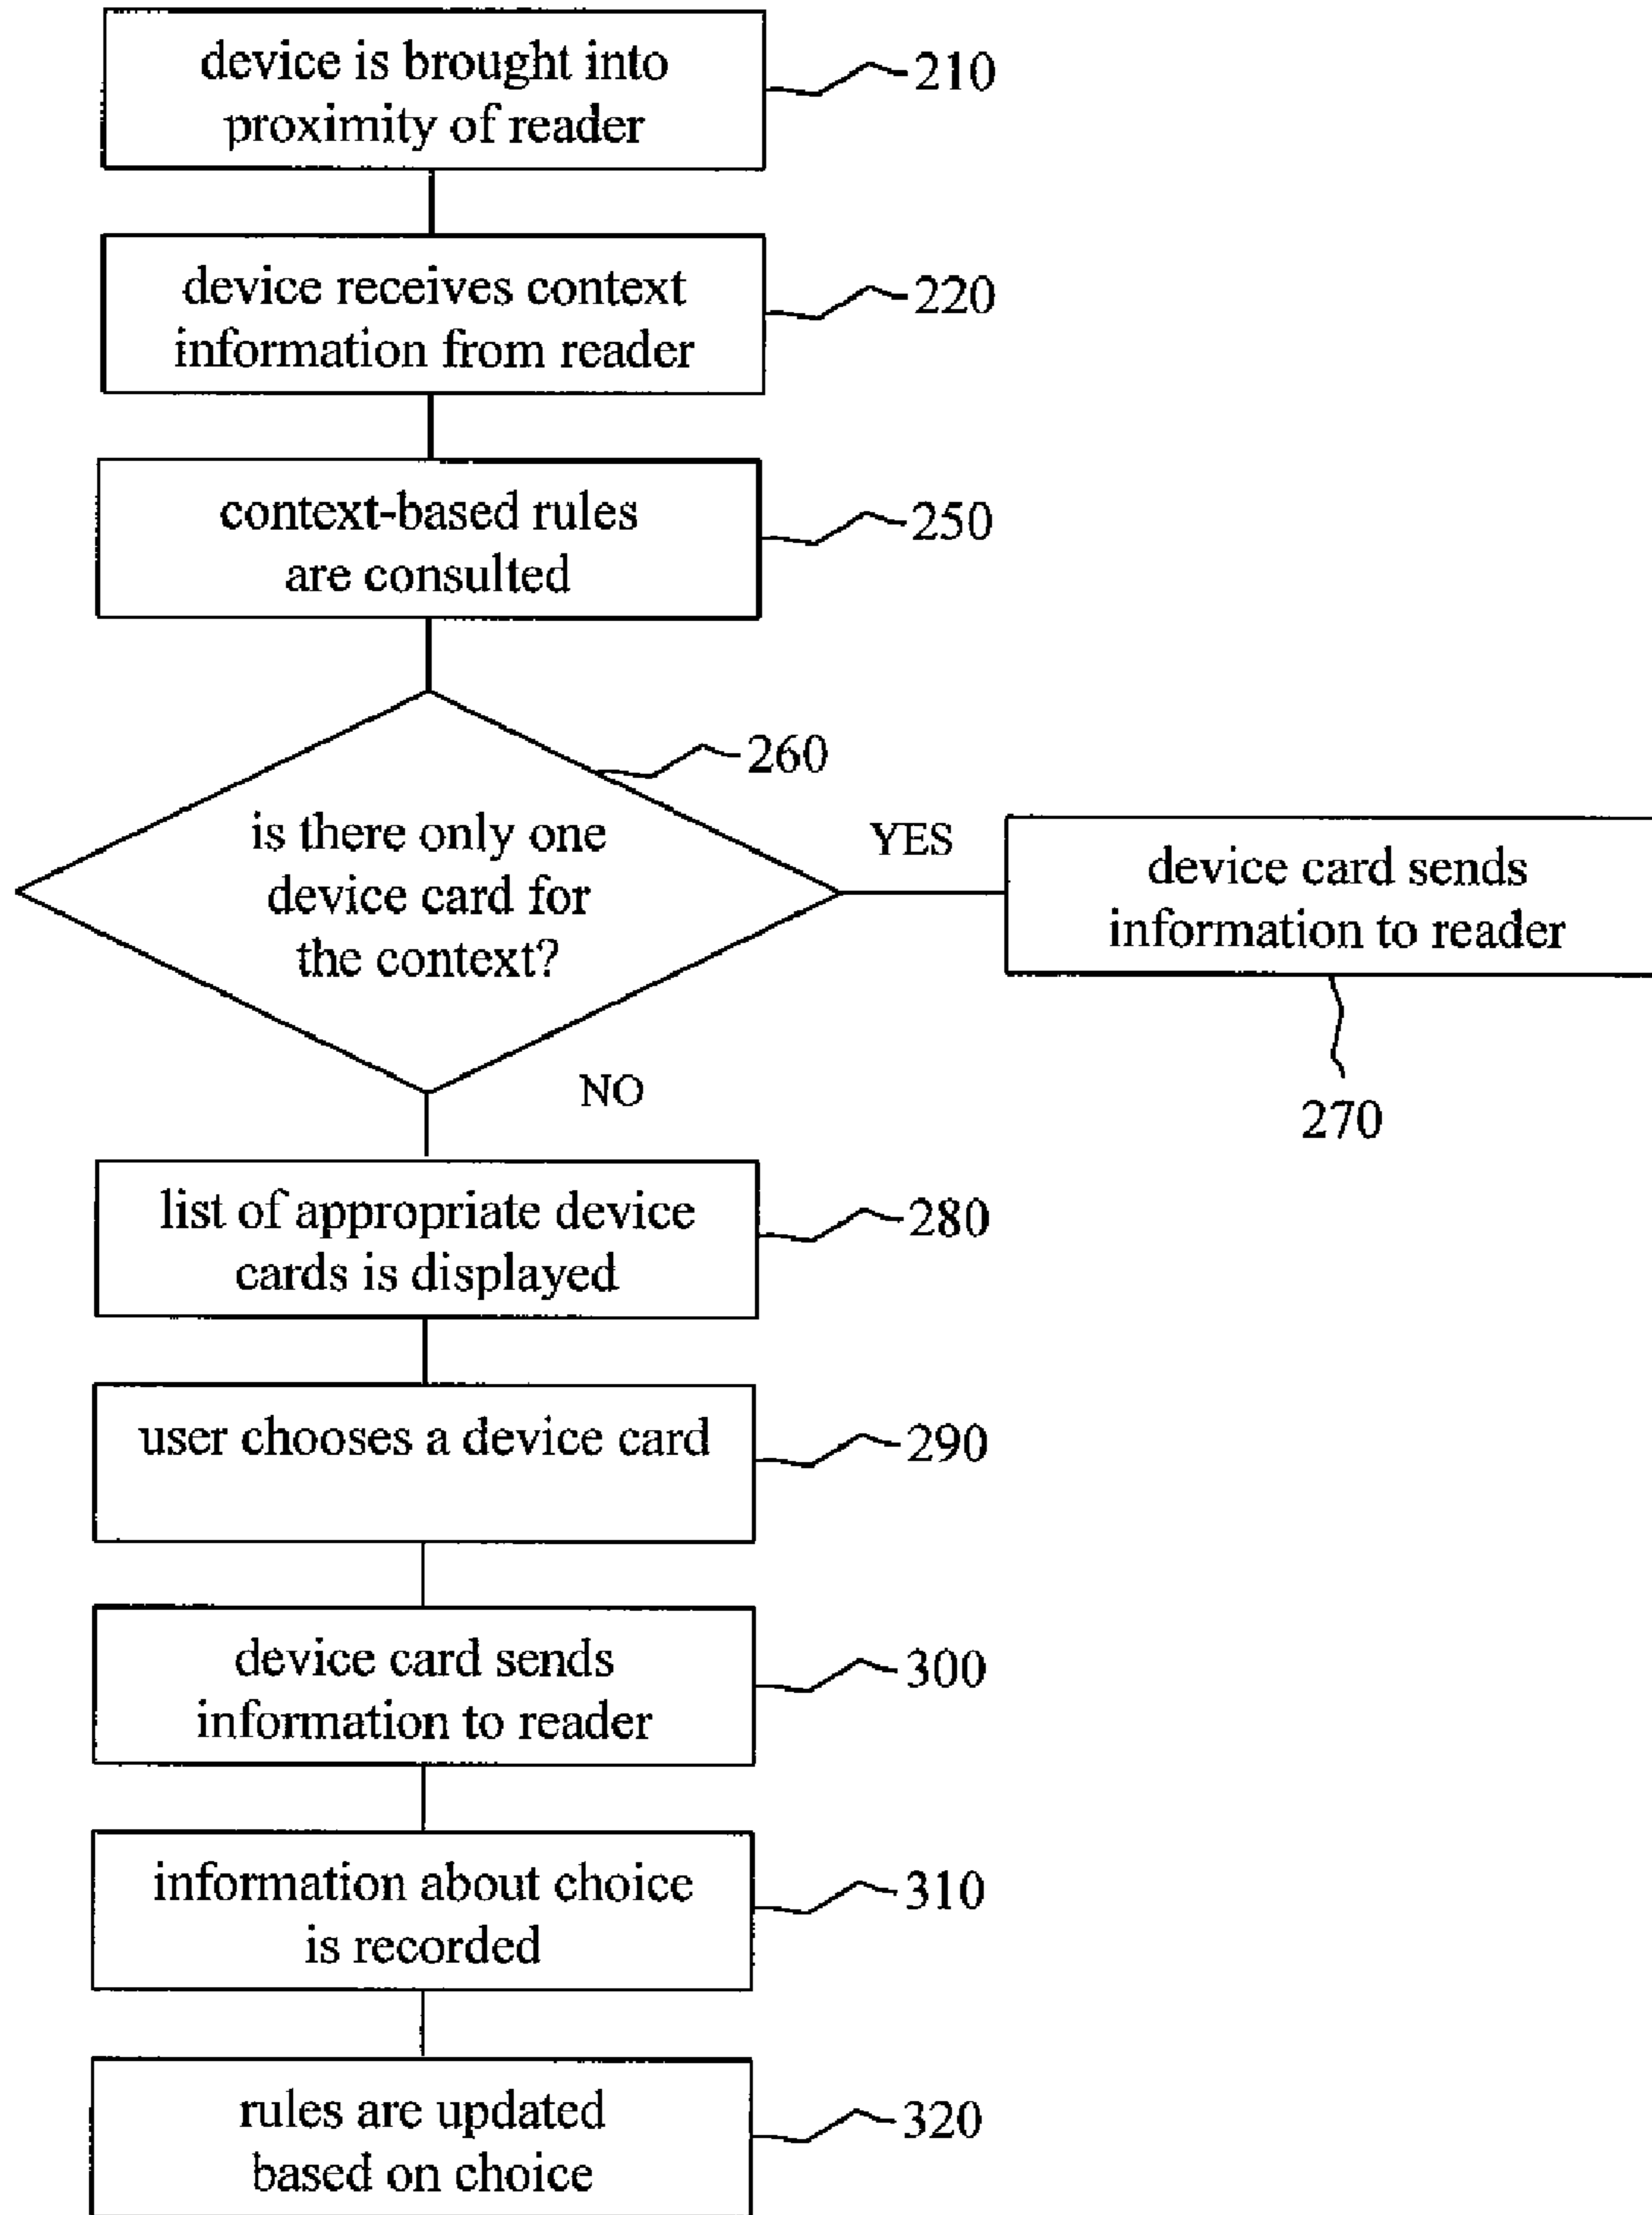 device is brought into
proximity of reader
210
device receives context
information from reader
220
context-based rules
are consulted
250
260
is there only one
device card for
the context?
YES
device card sends
information to reader
270
NO
list of appropriate device
cards is displayed
280
user chooses a device card
290
device card sends
information to reader
300
information about choice
is recorded
310
rules are updated
based on choice
320